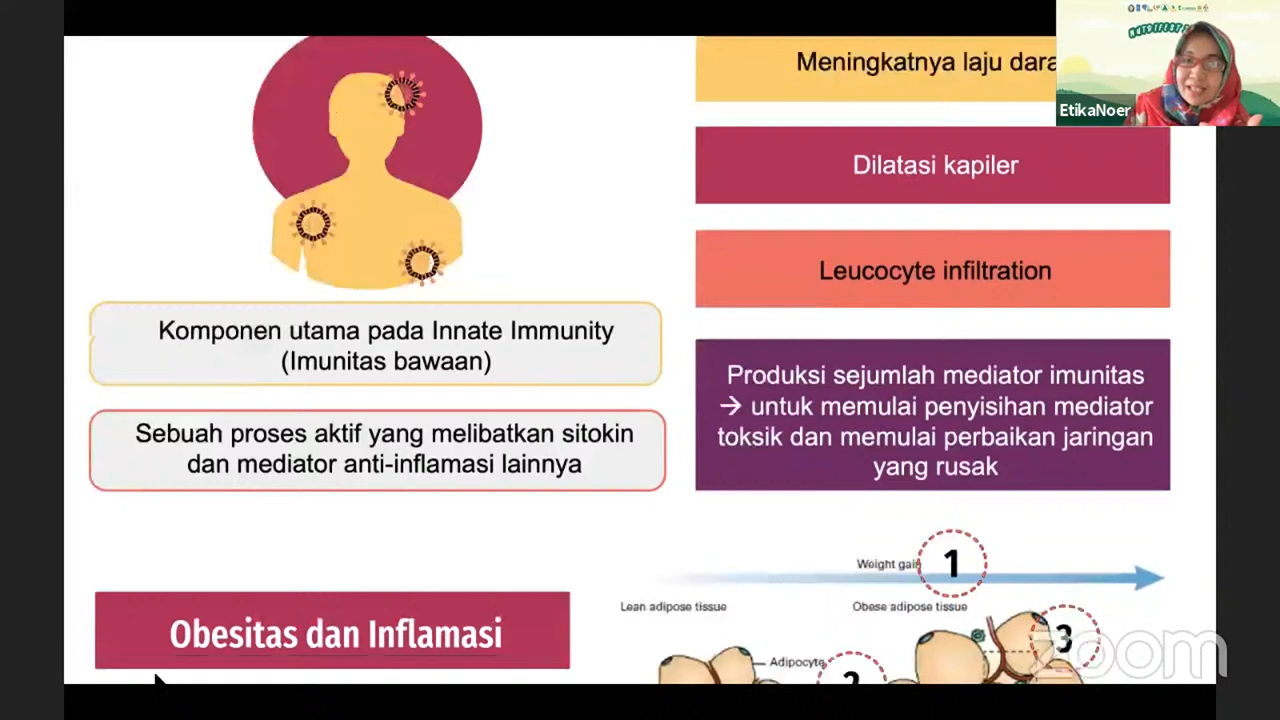 Meningkatnya laju dara
EtikaNoer
Dilatasi kapiler
Leucocyte infiltration
Komponen utama pada Innate Immunity
(Imunitas bawaan)
Sebuah proses aktif yang melibatkan sitokin
dan mediator anti-inflamasi lainnya
Produksi sejumlah mediator imunitas
→ untuk memulai penyisihan mediator
toksik dan memulai perbaikan jaringan
yang rusak
Weight gain
1
Lean adipose tissue
Obese adipose tissue
Obesitas dan Inflamasi
Adipocyte
2
3
zoom